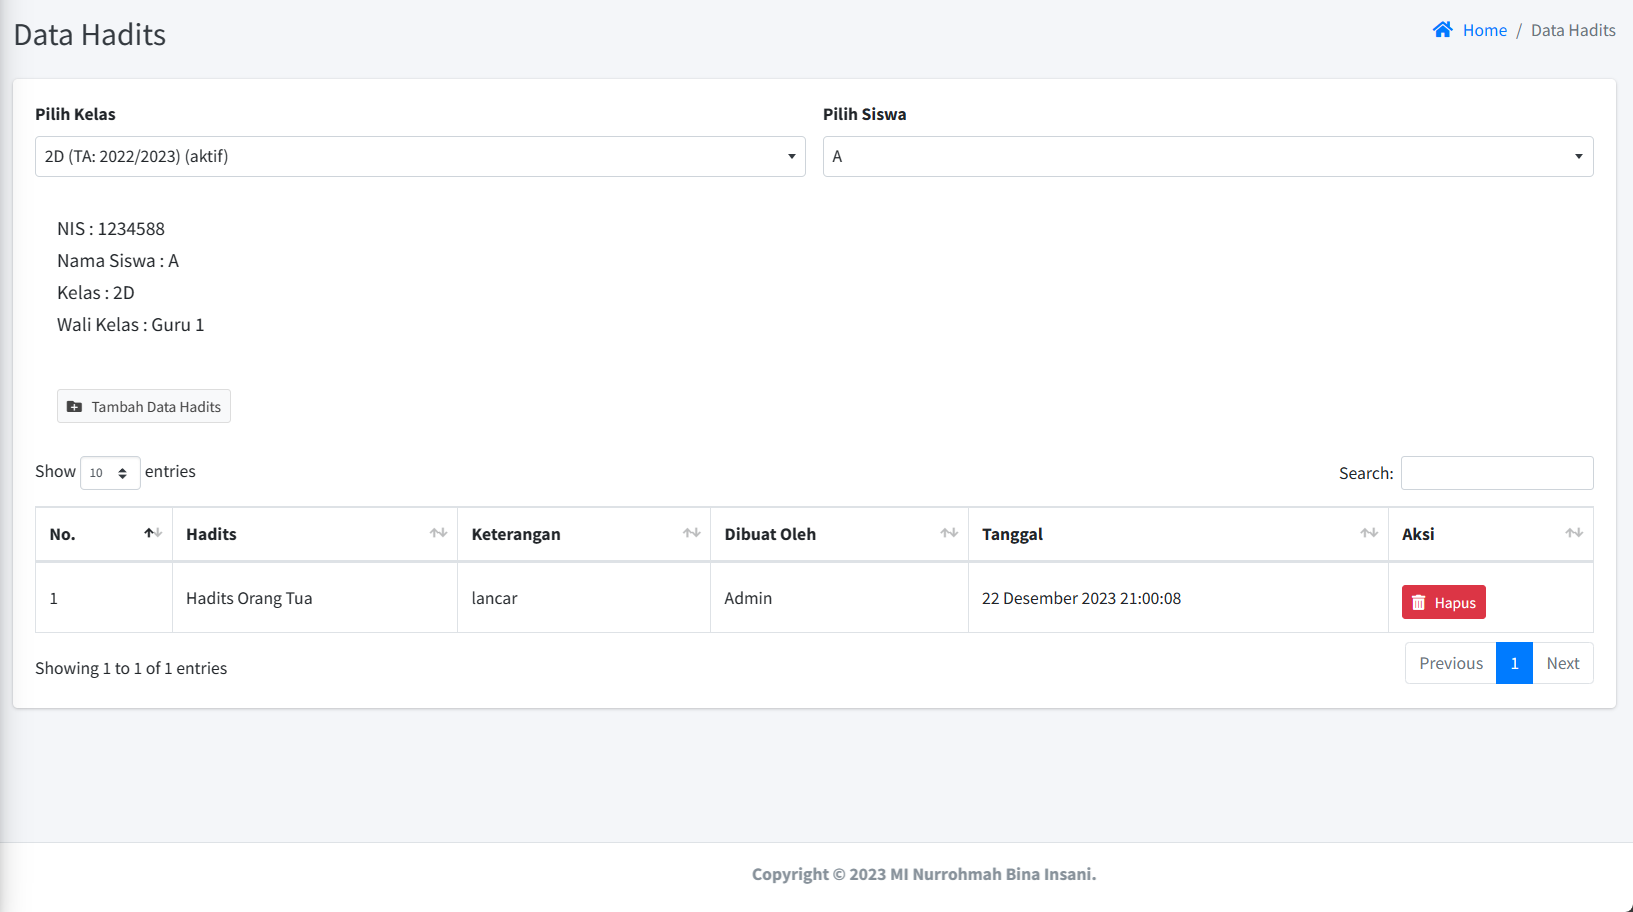 Data Hadits
Home / Data Hadits
Pilih Kelas
Pilih Siswa
2D (TA: 2022/2023) (aktif)
A
NIS : 1234588
Nama Siswa : A
Kelas : 2D
Wali Kelas : Guru 1
Tambah Data Hadits
Show 10 entries
Search:
No. Hadits Keterangan Dibuat Oleh Tanggal Aksi
1 Hadits Orang Tua lancar Admin 22 Desember 2023 21:00:08 Hapus
Showing 1 to 1 of 1 entries
Previous 1 Next
Copyright © 2023 MI Nurrohmah Bina Insani.